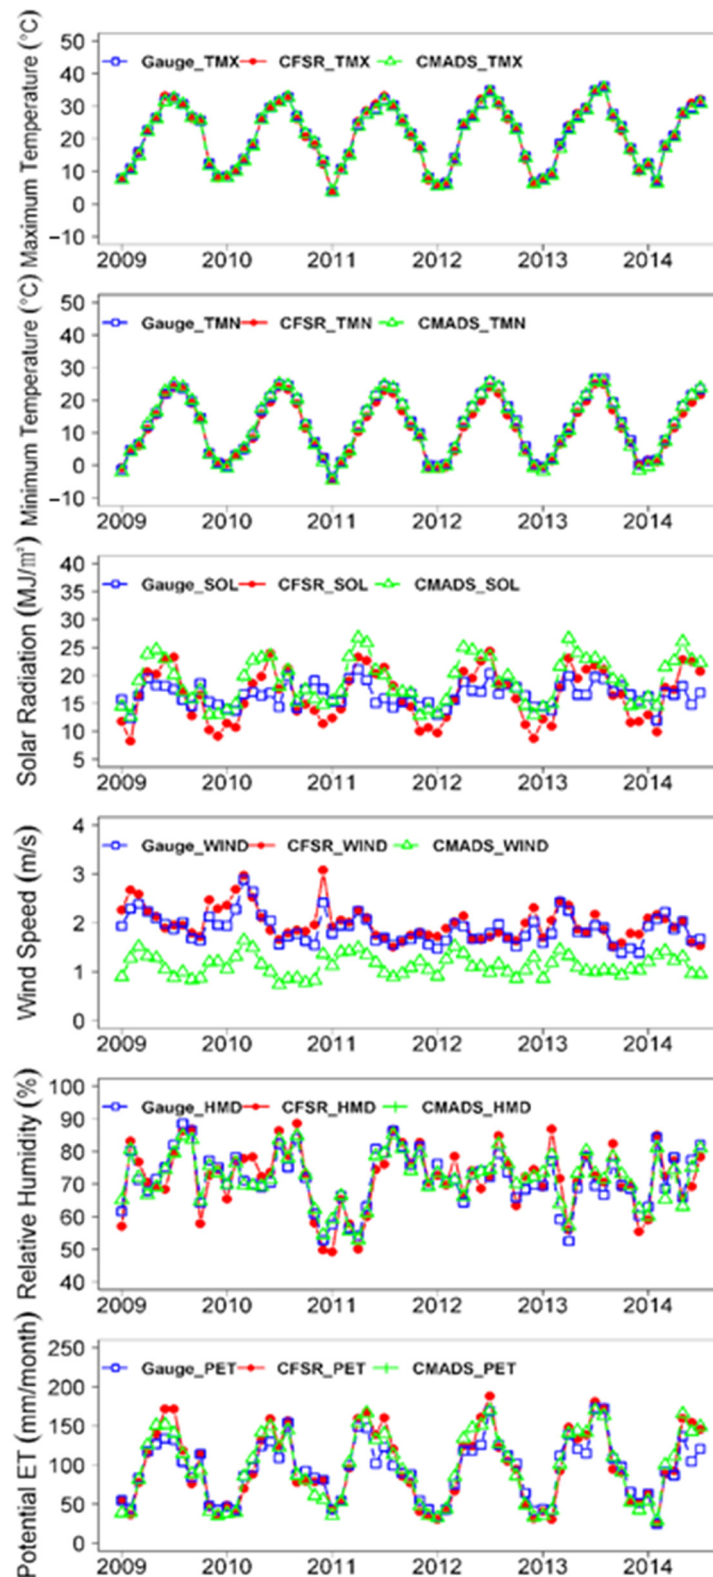 Maximum Temperature (°C)
50
40
30
20
10
0
−10
Gauge_TMX CFSR_TMX CMADS_TMX
2009 2010 2011 2012 2013 2014
Minimum Temperature (°C)
50
40
30
20
10
0
−10
Gauge_TMN CFSR_TMN CMADS_TMN
2009 2010 2011 2012 2013 2014
Solar Radiation (MJ/㎡)
40
35
30
25
20
15
10
5
Gauge_SOL CFSR_SOL CMADS_SOL
2009 2010 2011 2012 2013 2014
Wind Speed (m/s)
4
3
2
1
0
Gauge_WIND CFSR_WIND CMADS_WIND
2009 2010 2011 2012 2013 2014
Relative Humidity (%)
100
90
80
70
60
50
40
Gauge_HMD CFSR_HMD CMADS_HMD
2009 2010 2011 2012 2013 2014
Potential ET (mm/month)
250
200
150
100
50
0
Gauge_PET CFSR_PET CMADS_PET
2009 2010 2011 2012 2013 2014